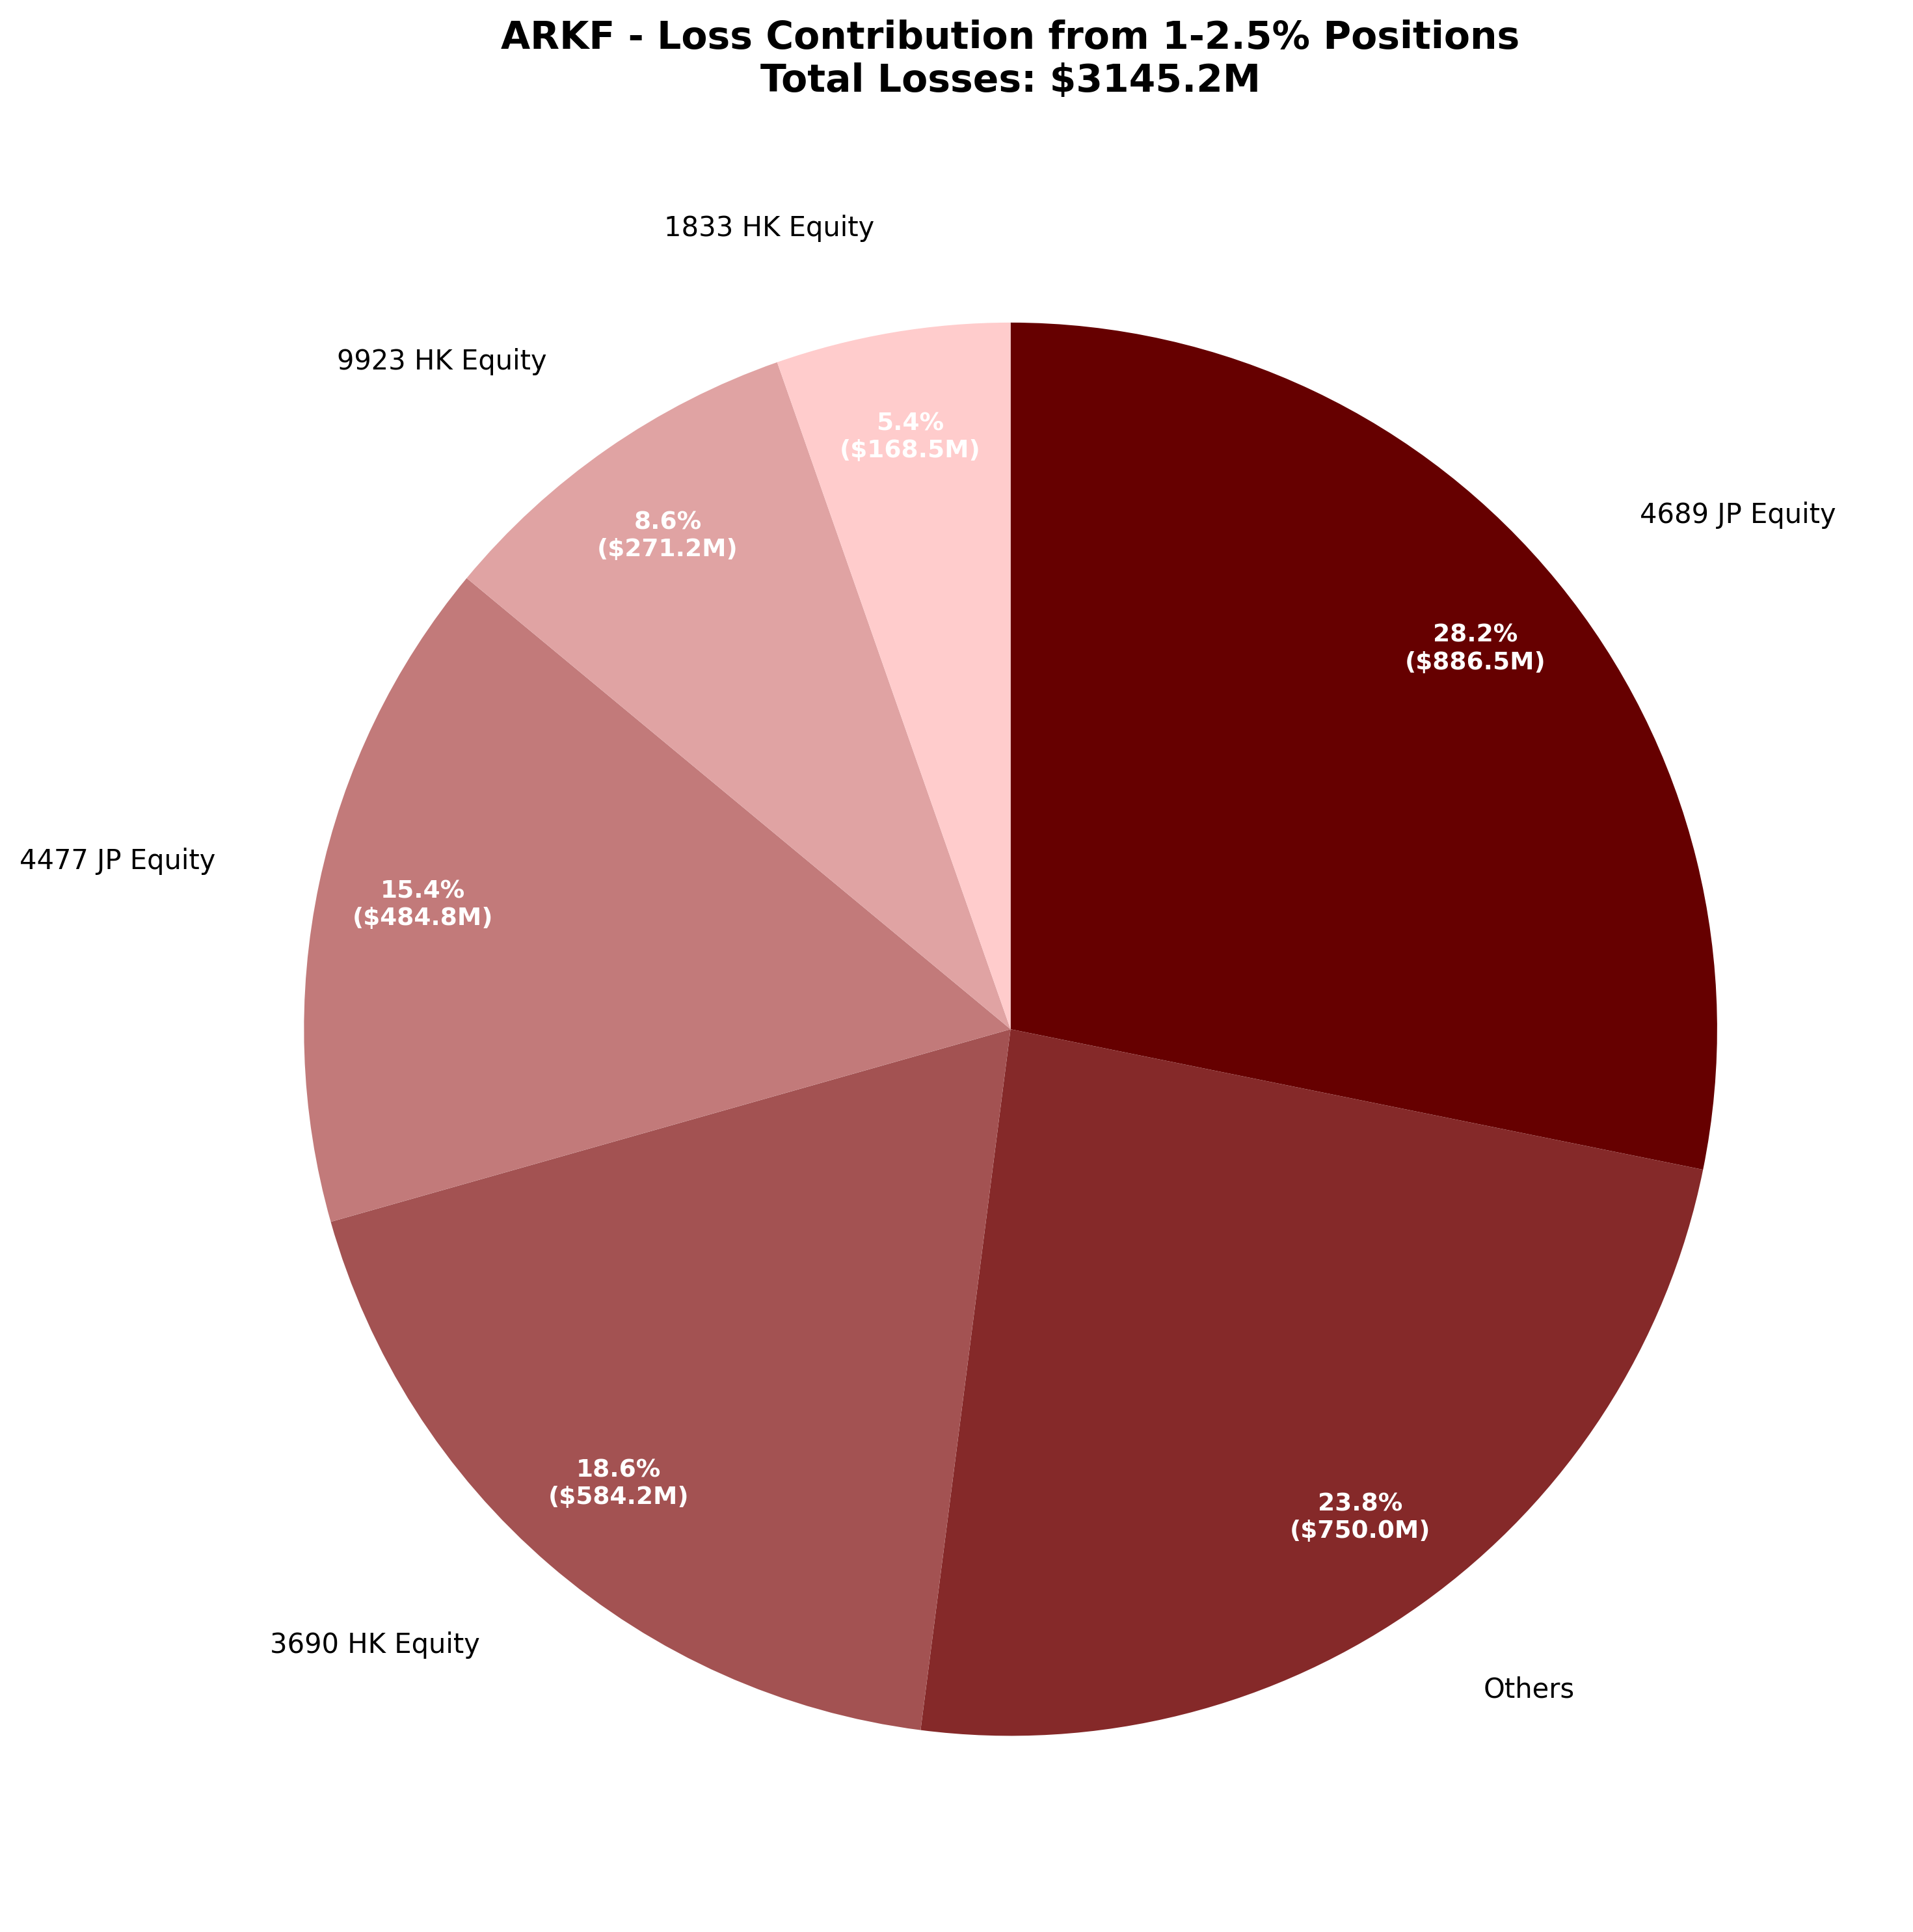 ARKF - Loss Contribution from 1-2.5% Positions
Total Losses: $3145.2M
1833 HK Equity
9923 HK Equity
5.4%
($168.5M)
4689 JP Equity
8.6%
($271.2M)
28.2%
($886.5M)
4477 JP Equity
15.4%
($484.8M)
18.6%
($584.2M)
23.8%
($750.0M)
3690 HK Equity
Others